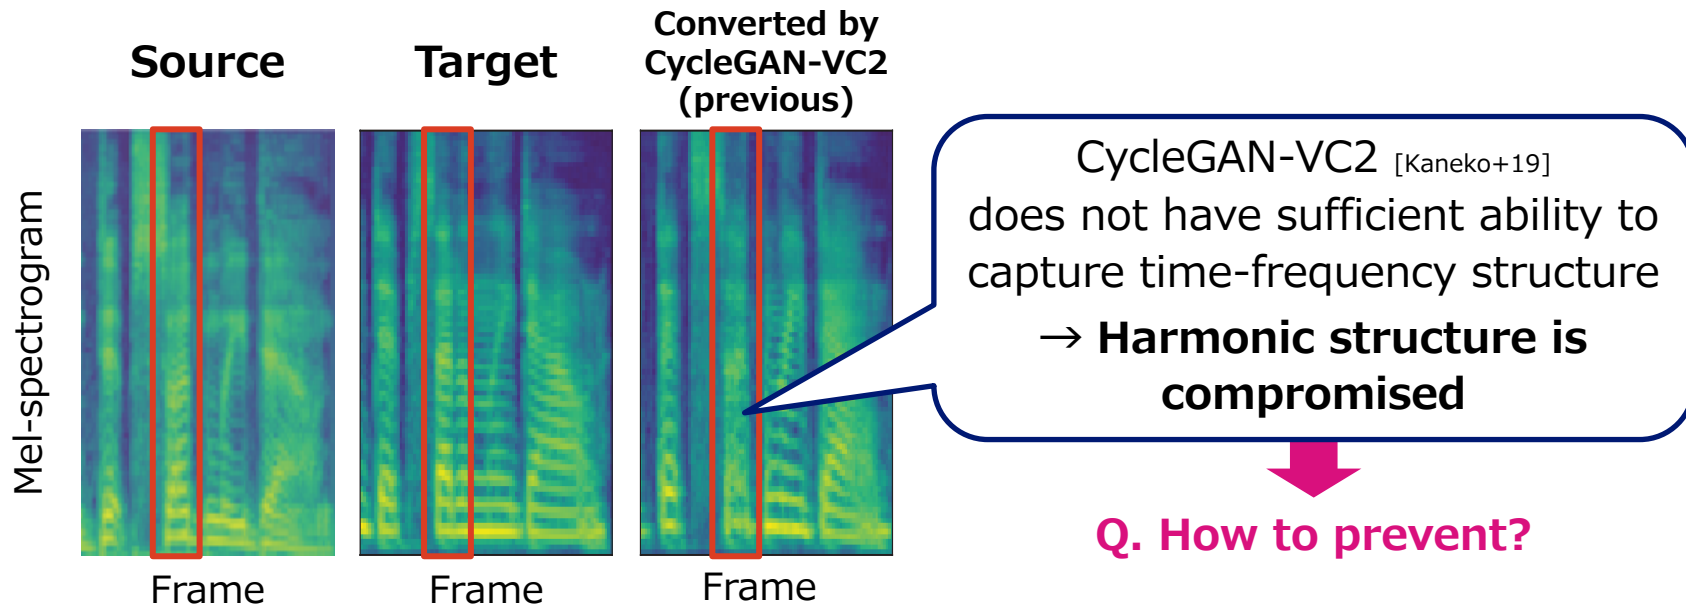 Source
Target
Converted by
CycleGAN-VC2
(previous)
Mel-spectrogram
Frame
Frame
Frame
CycleGAN-VC2 [Kaneko+19]
does not have sufficient ability to
capture time-frequency structure
→ Harmonic structure is
compromised
Q. How to prevent?